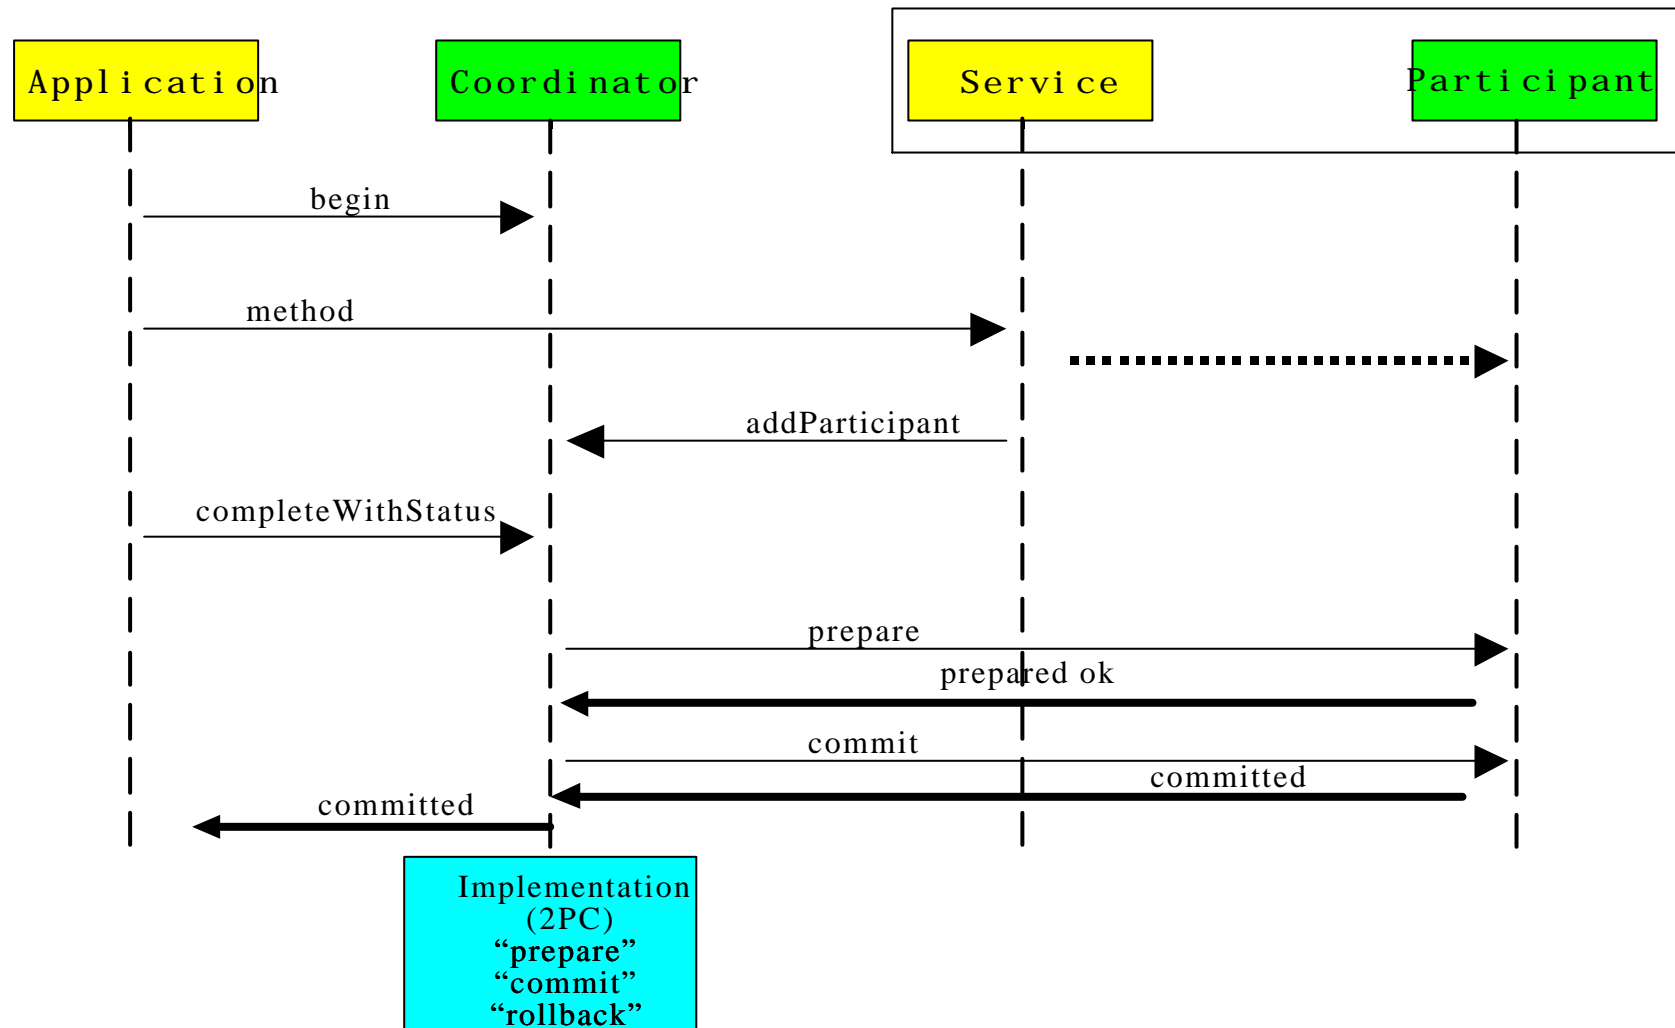 Application
Coordinator
Service
Participant
begin
method
addParticipant
completeWithStatus
prepare
prepared ok
commit
committed
committed
Implementation
(2PC)
“prepare”
“commit”
“rollback”